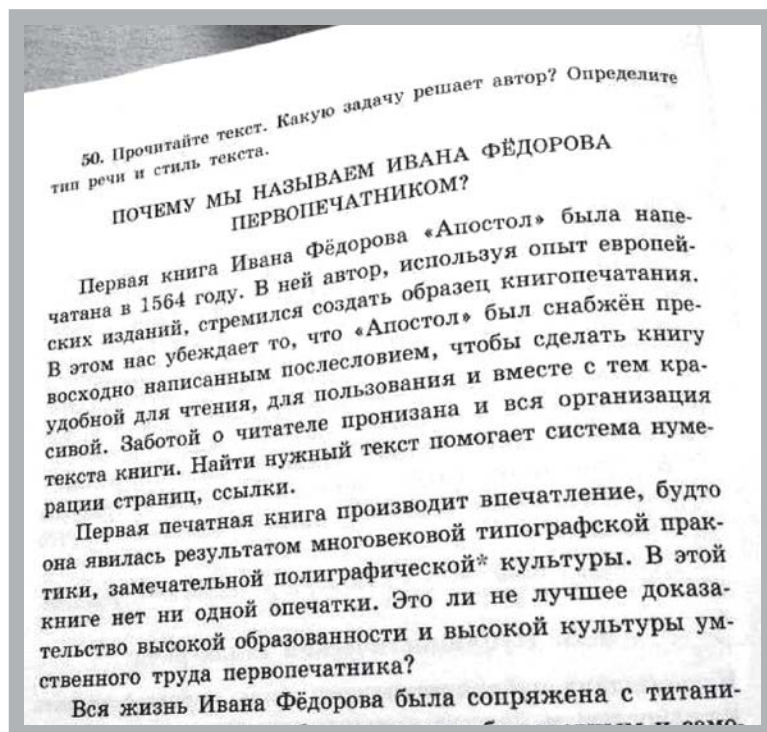 50. Прочитайте текст. Какую задачу решает автор? Определите
тип речи и стиль текста.
ПОЧЕМУ МЫ НАЗЫВАЕМ ИВАНА ФЁДОРОВА
ПЕРВОПЕЧАТНИКОМ?
Первая книга Ивана Фёдорова «Апостол» была напе-
чатана в 1564 году. В ней автор, используя опыт европей-
ских изданий, стремился создать образец книгопечатания.
В этом нас убеждает то, что «Апостол» был снабжён пре-
восходно написанным послесловием, чтобы сделать книгу
удобной для чтения, для пользования и вместе с тем кра-
сивой. Заботой о читателе пронизана и вся организация
текста книги. Найти нужный текст помогает система нуме-
рации страниц, ссылки.
Первая печатная книга производит впечатление, будто
она явилась результатом многовековой типографской прак-
тики, замечательной полиграфической* культуры. В этой
книге нет ни одной опечатки. Это ли не лучшее доказа-
тельство высокой образованности и высокой культуры ум-
ственного труда первопечатника?
Вся жизнь Ивана Фёдорова была сопряжена с титани-